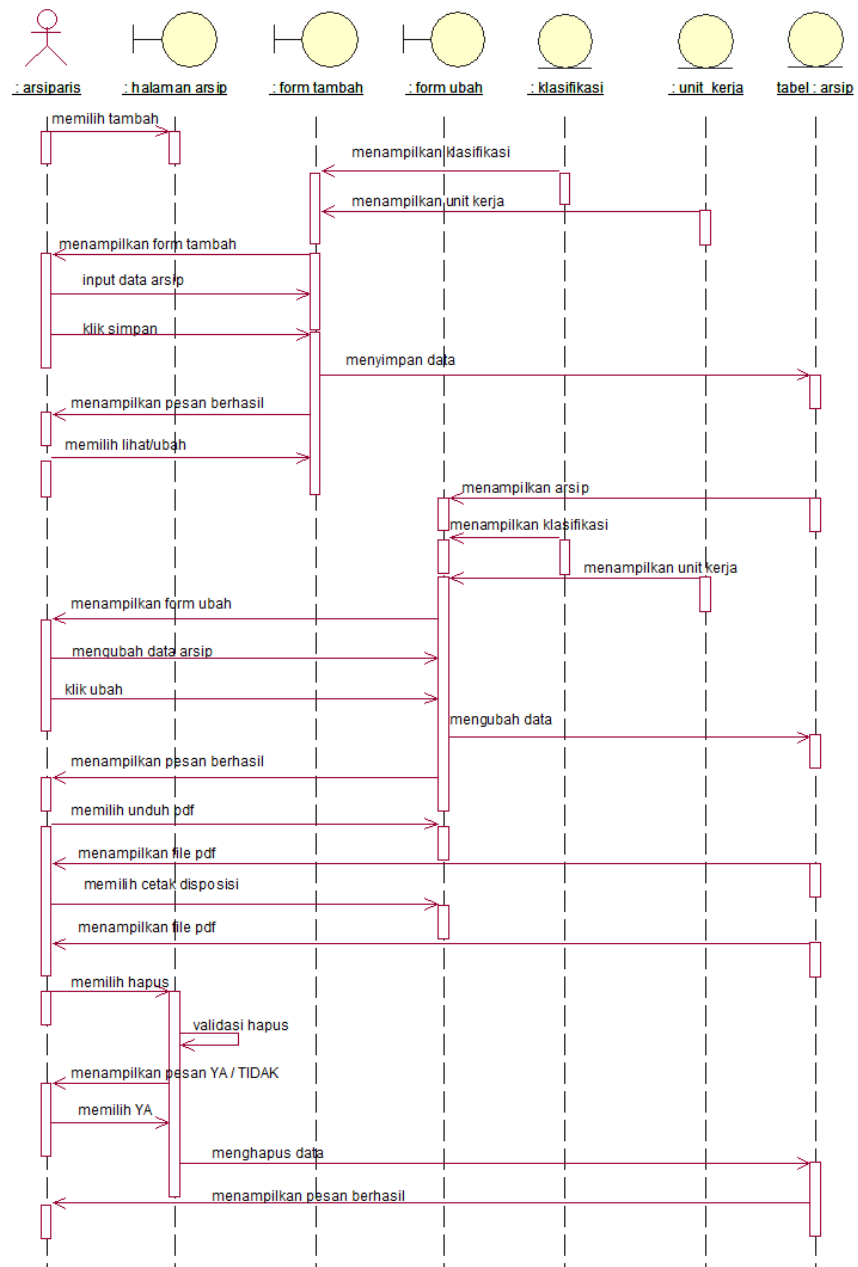 : arsiparis
: halaman arsip
: form tambah
: form ubah
: klasifikasi
: unit kerja
tabel : arsip
memilih tambah
menampilkan klasifikasi
menampilkan unit kerja
menampilkan form tambah
input data arsip
klik simpan
menyimpan data
menampilkan pesan berhasil
memilih lihat/ubah
menampilkan arsip
menampilkan klasifikasi
menampilkan unit kerja
menampilkan form ubah
mengubah data arsip
klik ubah
mengubah data
menampilkan pesan berhasil
memilih unduh pdf
menampilkan file pdf
memilih cetak disposisi
menampilkan file pdf
memilih hapus
validasi hapus
menampilkan pesan YA / TIDAK
memilih YA
menghapus data
menampilkan pesan berhasil